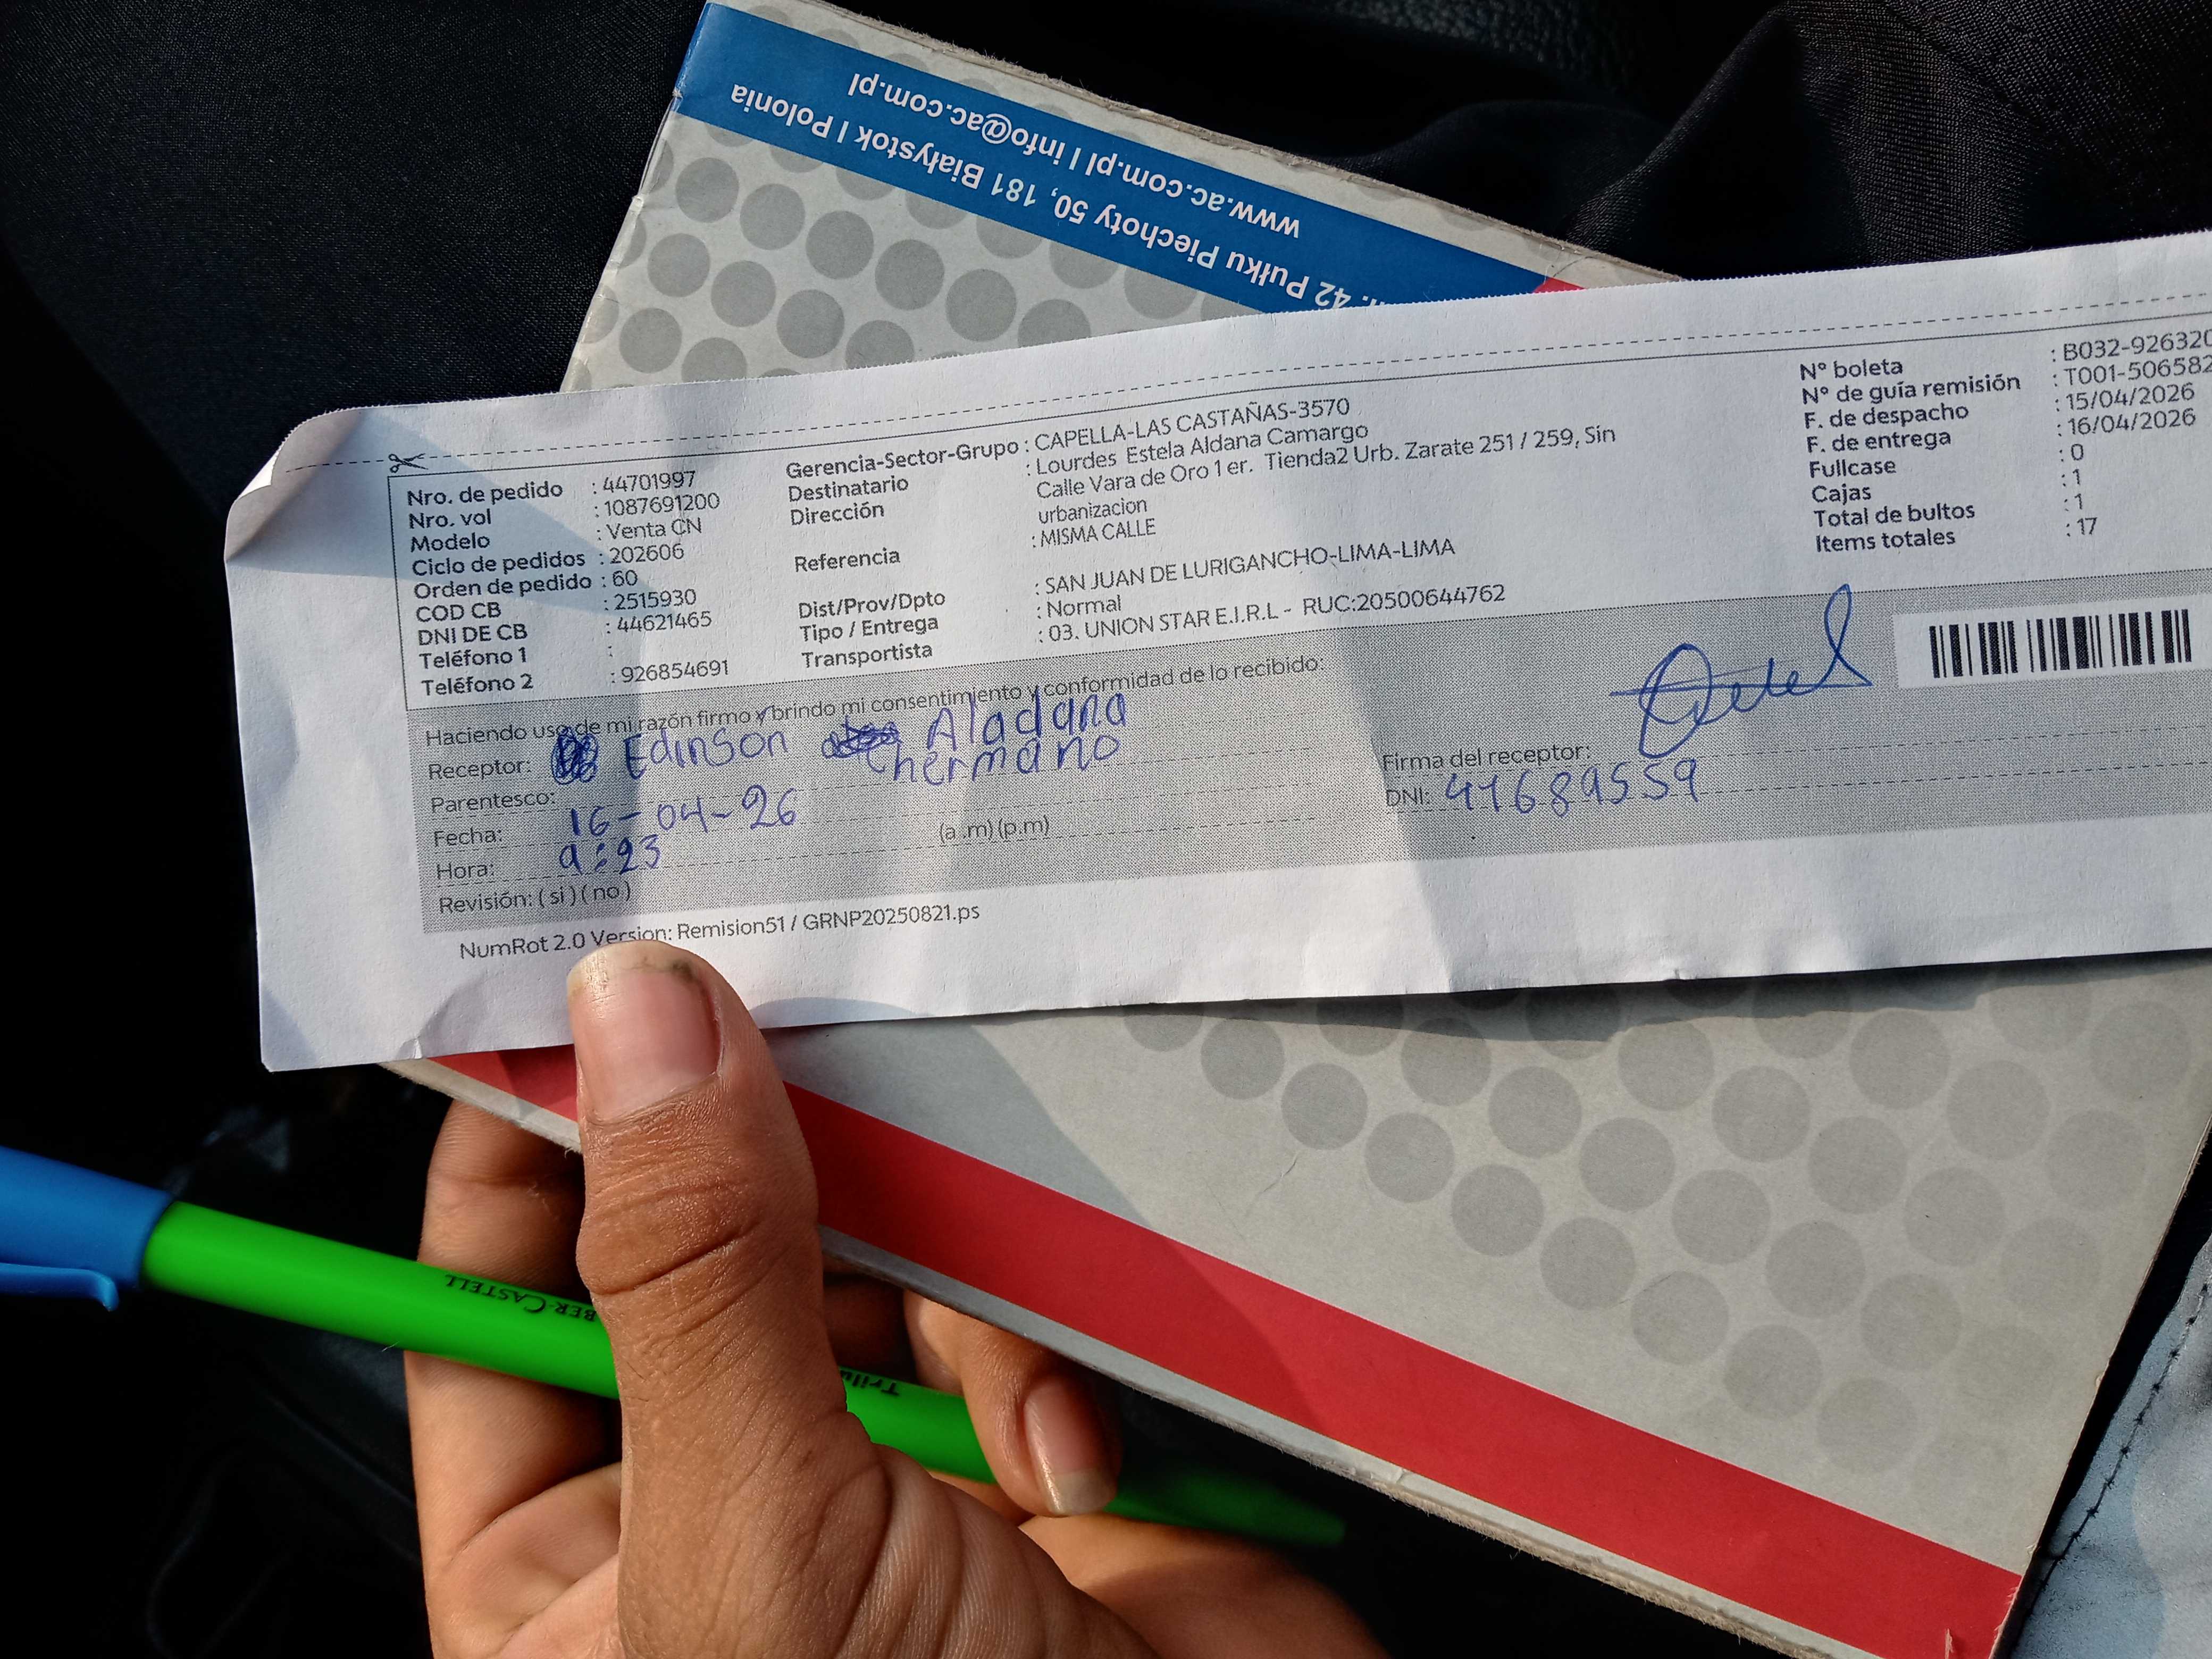 www.ac.com.pl | info@ac.com.pl
42 Pułku Piechoty 50, 181 Białystok | Polonia
Nro. de pedido : 44701997
Nro. vol : 1087691200
Modelo : Venta CN
Ciclo de pedidos : 202606
Orden de pedido : 60
COD CB : 2515930
DNI DE CB : 44621465
Teléfono 1 :
Teléfono 2 : 926854691
Gerencia-Sector-Grupo : CAPELLA-LAS CASTAÑAS-3570
Destinatario : Lourdes Estela Aldana Camargo
Dirección Calle Vara de Oro 1 er. Tienda2 Urb. Zarate 251 / 259, Sin
urbanizacion
Referencia : MISMA CALLE
Dist/Prov/Dpto : SAN JUAN DE LURIGANCHO-LIMA-LIMA
Tipo / Entrega : Normal
Transportista : 03. UNION STAR E.I.R.L - RUC:20500644762
N° boleta : B032-926320
N° de guía remisión : T001-506582
F. de despacho : 15/04/2026
F. de entrega : 16/04/2026
Fullcase : 0
Cajas : 1
Total de bultos : 1
Items totales : 17
Haciendo uso de mi razón firmo y brindo mi consentimiento y conformidad de lo recibido:
Receptor: Edinson Aladana
Parentesco: hermano
Fecha: 16-04-26
Hora: 9:23 (a .m) (p.m)
Revisión: ( si ) ( no )
Firma del receptor:
DNI: 41689559
NumRot 2.0 Version: Remision51 / GRNP20250821.ps
BER-CASTELL